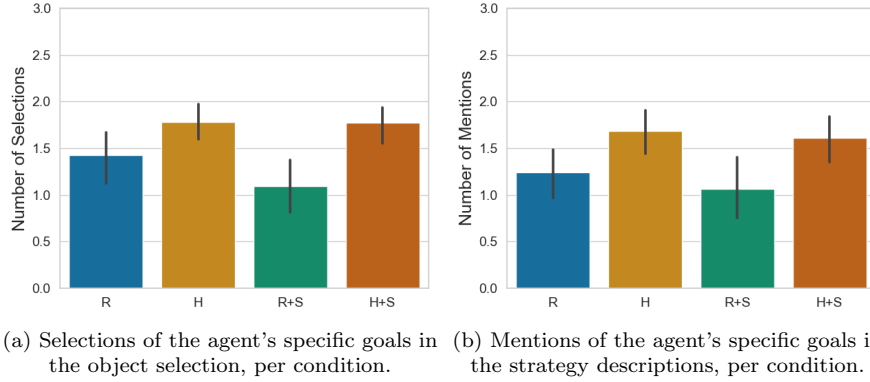 3.0
2.5
2.0
1.5
1.0
0.5
0.0
Number of Selections
R
H
R+S
H+S
(a) Selections of the agent's specific goals in
the object selection, per condition.
3.0
2.5
2.0
1.5
1.0
0.5
0.0
Number of Mentions
R
H
R+S
H+S
(b) Mentions of the agent's specific goals i
the strategy descriptions, per condition.